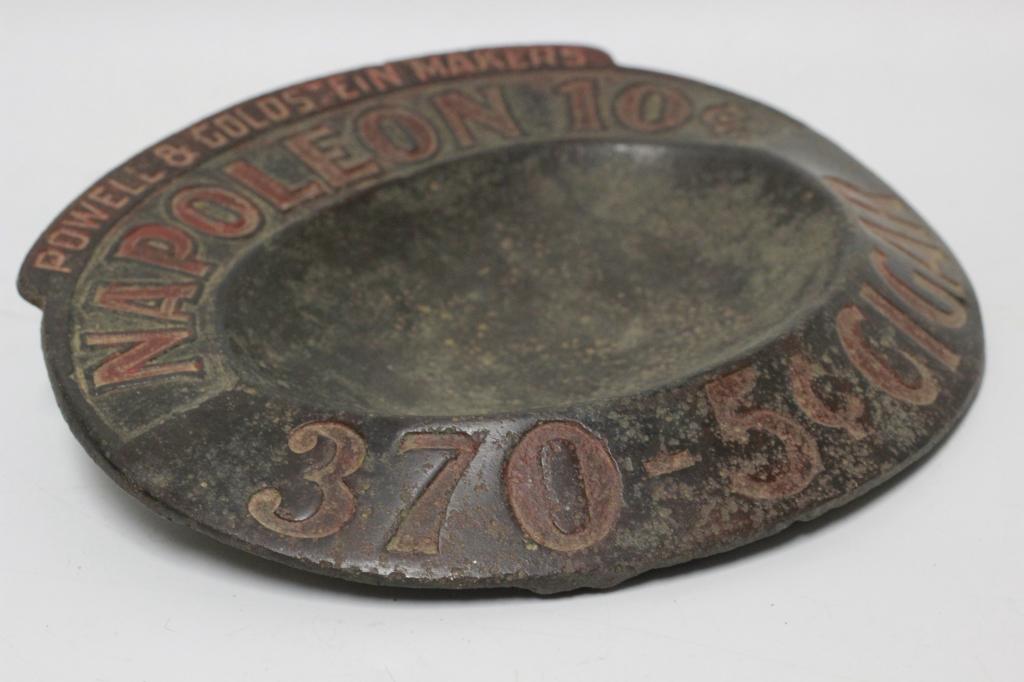 POWELL & GOLDSTEIN MAKERS
NAPOLEON 10¢
370-5¢ CIGAR